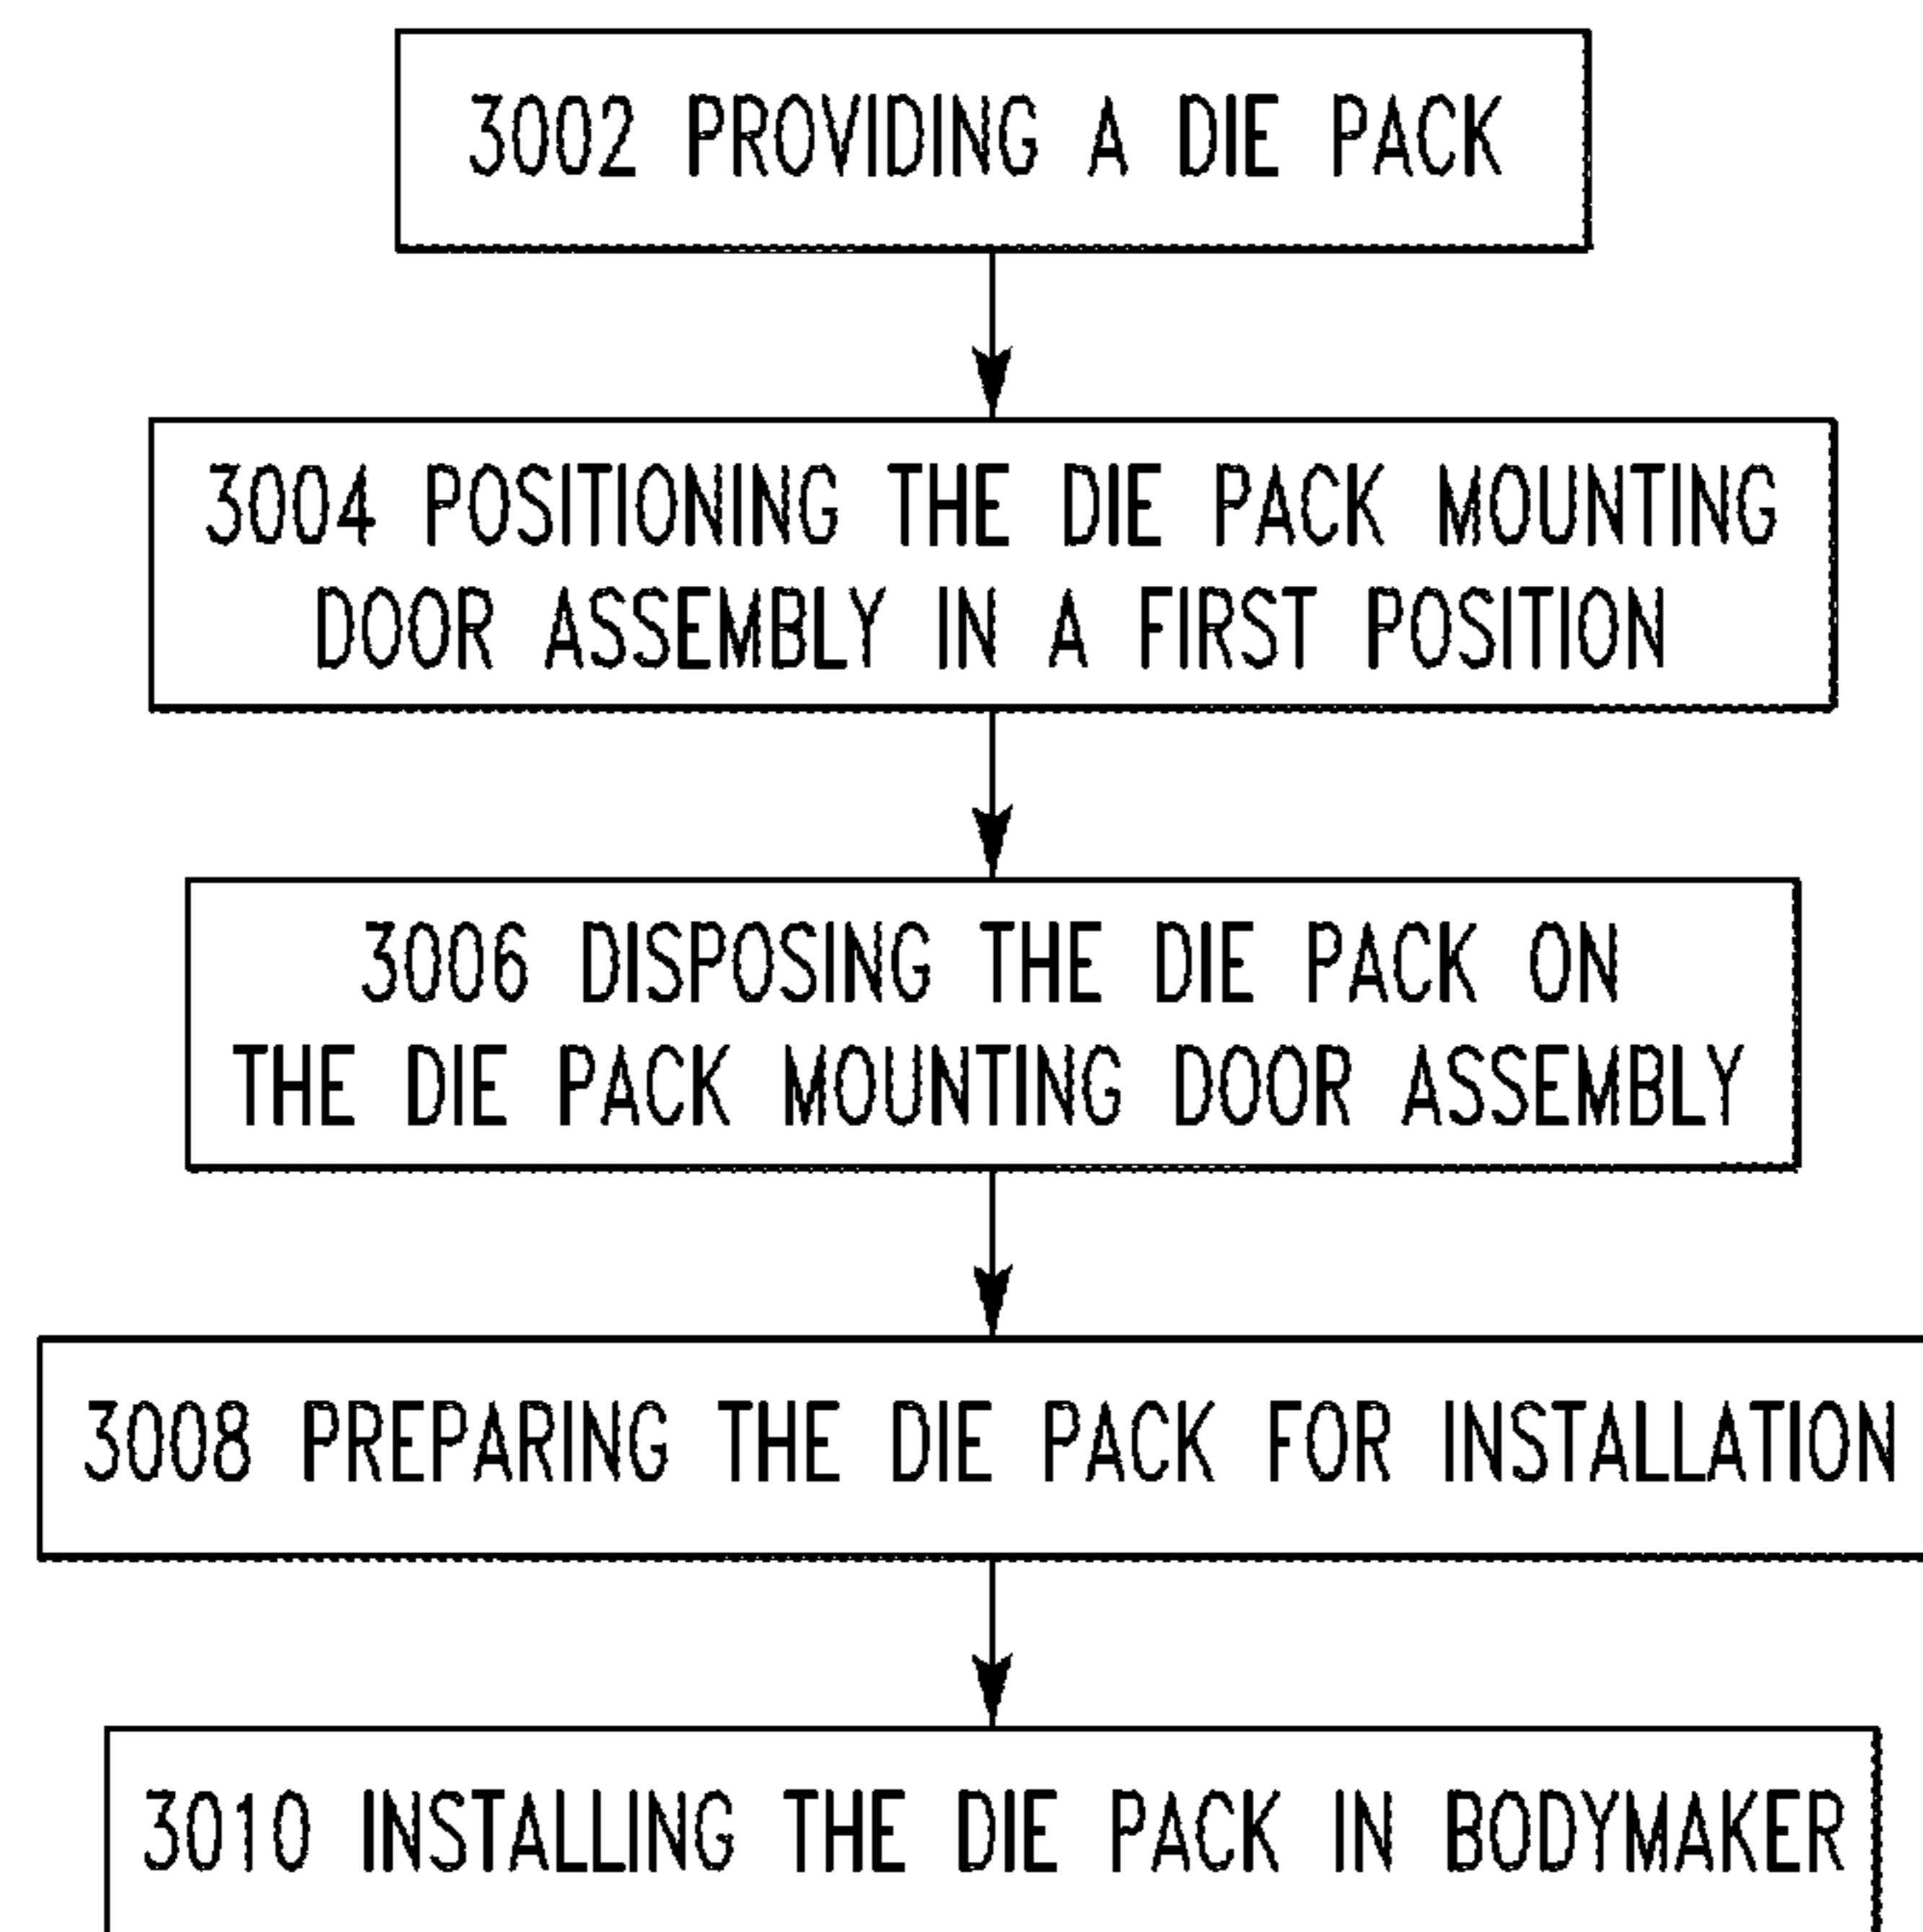 3002 PROVIDING A DIE PACK
3004 POSITIONING THE DIE PACK MOUNTING
DOOR ASSEMBLY IN A FIRST POSITION
3006 DISPOSING THE DIE PACK ON
THE DIE PACK MOUNTING DOOR ASSEMBLY
3008 PREPARING THE DIE PACK FOR INSTALLATION
3010 INSTALLING THE DIE PACK IN BODYMAKER